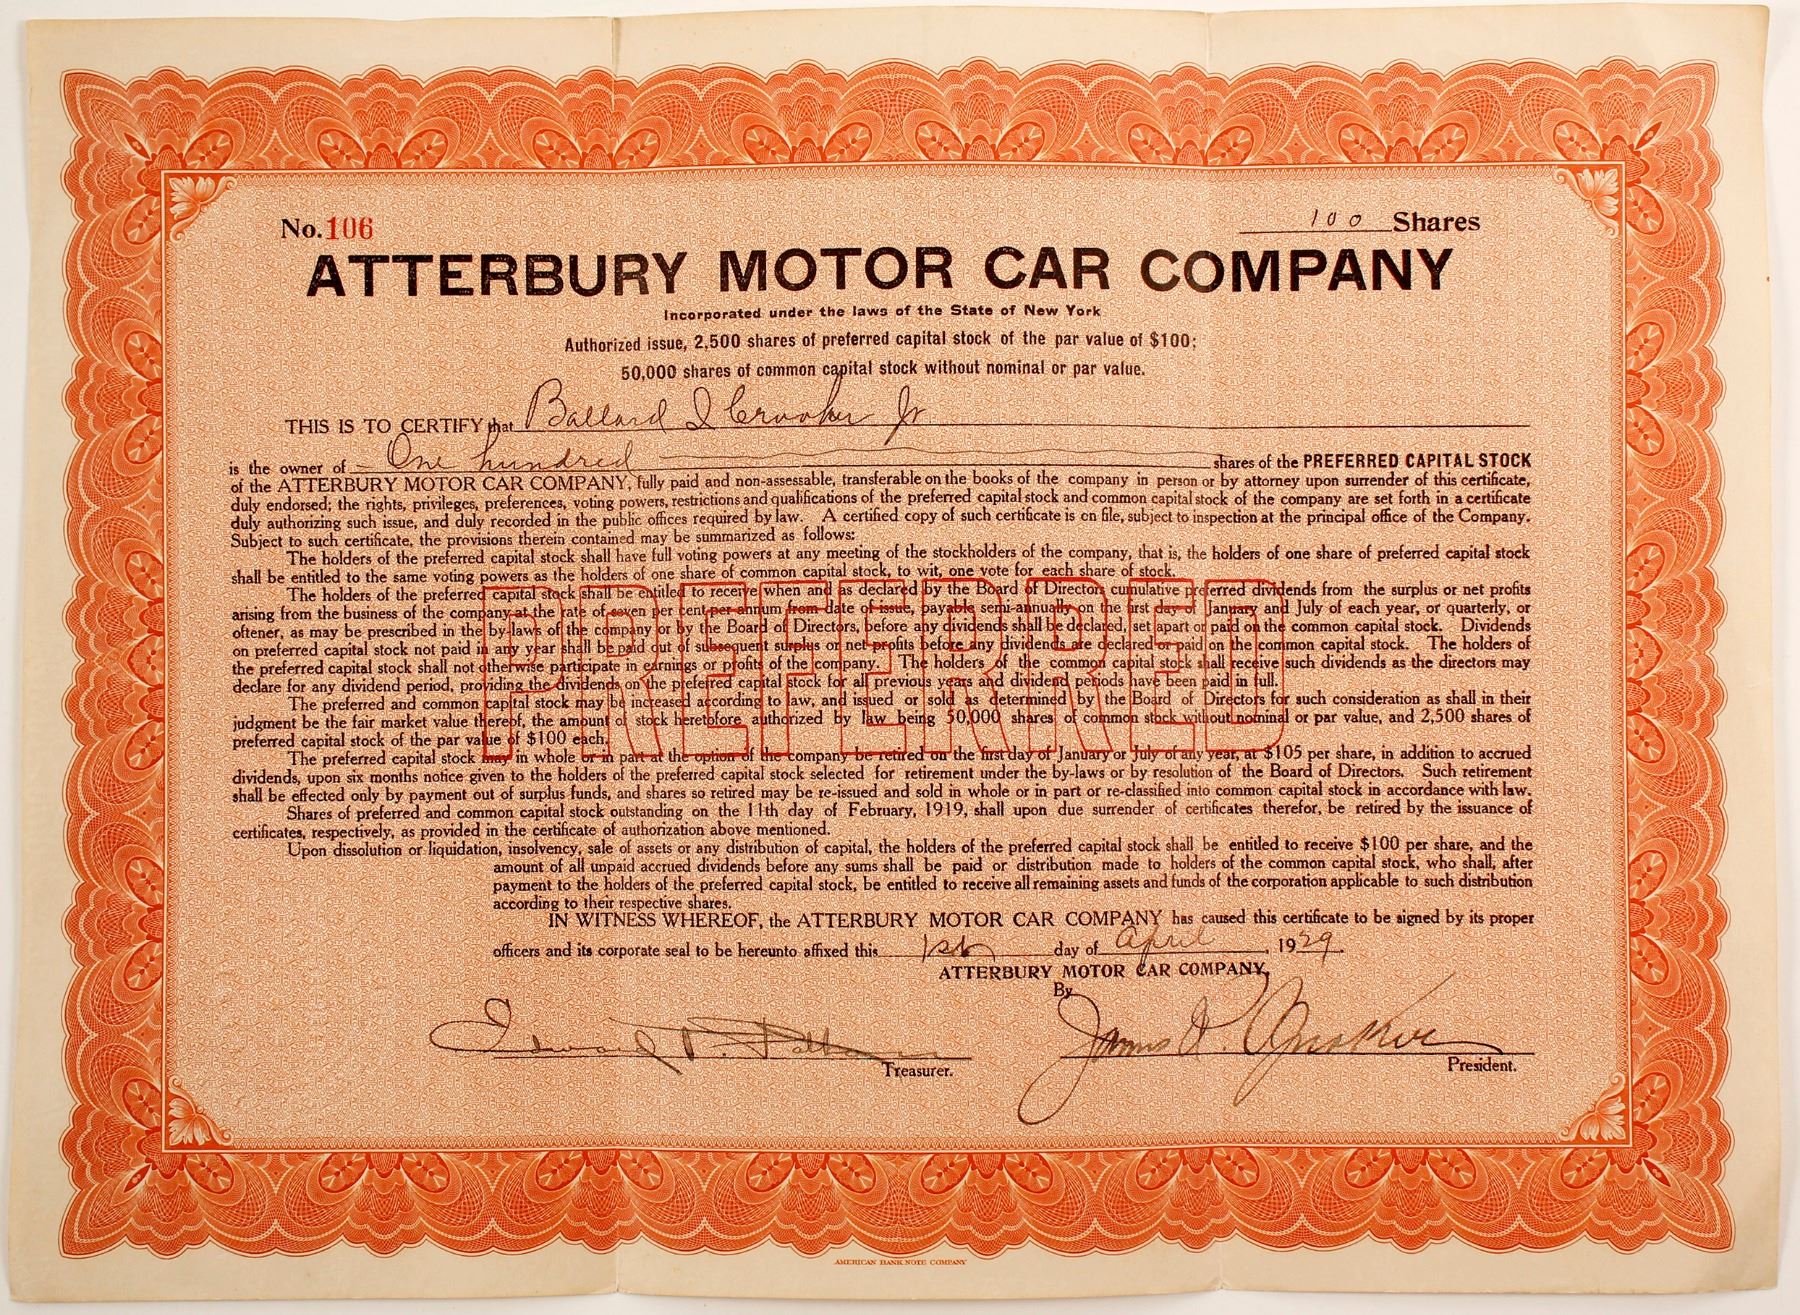 No. 106
100 Shares
ATTERBURY MOTOR CAR COMPANY
Incorporated under the laws of the State of New York
Authorized issue, 2,500 shares of preferred capital stock of the par value of $100;
50,000 shares of common capital stock without nominal or par value.
THIS IS TO CERTIFY that Ballard I Crooker Jr
is the owner of One hundred shares of the PREFERRED CAPITAL STOCK
of the ATTERBURY MOTOR CAR COMPANY, fully paid and non-assessable, transferable on the books of the company in person or by attorney upon surrender of this certificate,
duly endorsed; the rights, privileges, preferences, voting powers, restrictions and qualifications of the preferred capital stock and common capital stock of the company are set forth in a certificate
duly authorizing such issue, and duly recorded in the public offices required by law. A certified copy of such certificate is on file, subject to inspection at the principal office of the Company.
Subject to such certificate, the provisions therein contained may be summarized as follows:
The holders of the preferred capital stock shall have full voting powers at any meeting of the stockholders of the company, that is, the holders of one share of preferred capital stock
shall be entitled to the same voting powers as the holders of one share of common capital stock, to wit, one vote for each share of stock.
The holders of the preferred capital stock shall be entitled to receive when and as declared by the Board of Directors cumulative preferred dividends from the surplus or net profits
arising from the business of the company at the rate of seven per cent per annum from date of issue, payable semi-annually on the first day of January and July of each year, or quarterly, or
oftener, as may be prescribed in the by-laws of the company or by the Board of Directors, before any dividends shall be declared, set apart or paid on the common capital stock. Dividends
on preferred capital stock not paid in any year shall be paid out of subsequent surplus or net profits before any dividends are declared or paid on the common capital stock. The holders of
the preferred capital stock shall not otherwise participate in earnings or profits of the company. The holders of the common capital stock shall receive such dividends as the directors may
declare for any dividend period, providing the dividends on the preferred capital stock for all previous years and dividend periods have been paid in full.
The preferred and common capital stock may be increased according to law, and issued or sold as determined by the Board of Directors for such consideration as shall in their
judgment be the fair market value thereof, the amount of stock heretofore authorized by law being 50,000 shares of common stock without nominal or par value, and 2,500 shares of
preferred capital stock of the par value of $100 each.
PREFERRED
The preferred capital stock may in whole or in part at the option of the company be retired on the first day of January or July of any year, at $105 per share, in addition to accrued
dividends, upon six months notice given to the holders of the preferred capital stock selected for retirement under the by-laws or by resolution of the Board of Directors. Such retirement
shall be effected only by payment out of surplus funds, and shares so retired may be re-issued and sold in whole or in part or re-classified into common capital stock in accordance with law.
Shares of preferred and common capital stock outstanding on the 11th day of February, 1919, shall upon due surrender of certificates therefor, be retired by the issuance of
certificates, respectively, as provided in the certificate of authorization above mentioned.
Upon dissolution or liquidation, insolvency, sale of assets or any distribution of capital, the holders of the preferred capital stock shall be entitled to receive $100 per share, and the
amount of all unpaid accrued dividends before any sums shall be paid or distribution made to holders of the common capital stock, who shall, after
payment to the holders of the preferred capital stock, be entitled to receive all remaining assets and funds of the corporation applicable to such distribution
according to their respective shares.
IN WITNESS WHEREOF, the ATTERBURY MOTOR CAR COMPANY has caused this certificate to be signed by its proper
officers and its corporate seal to be hereunto affixed this 1st day of April, 1929.
ATTERBURY MOTOR CAR COMPANY,
By
Edward
Treasurer.
James
President.
AMERICAN BANK NOTE COMPANY